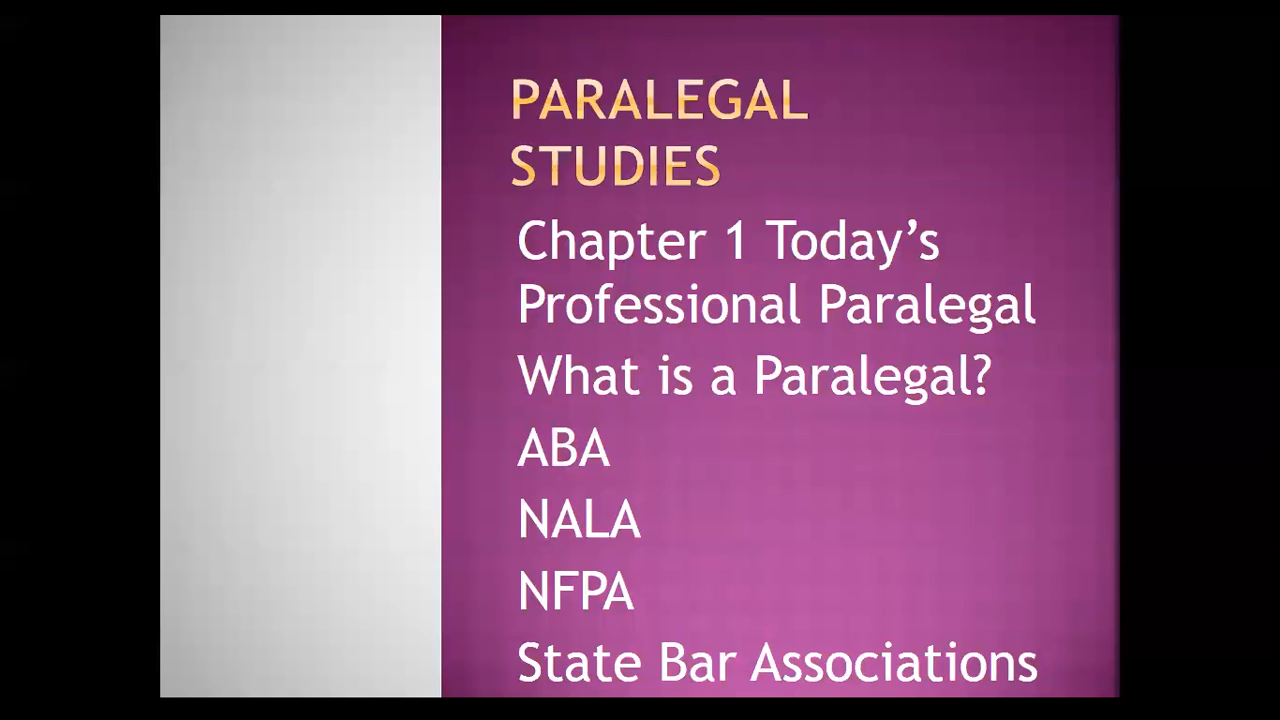 PARALEGAL
STUDIES
Chapter 1 Today’s
Professional Paralegal
What is a Paralegal?
ABA
NALA
NFPA
State Bar Associations